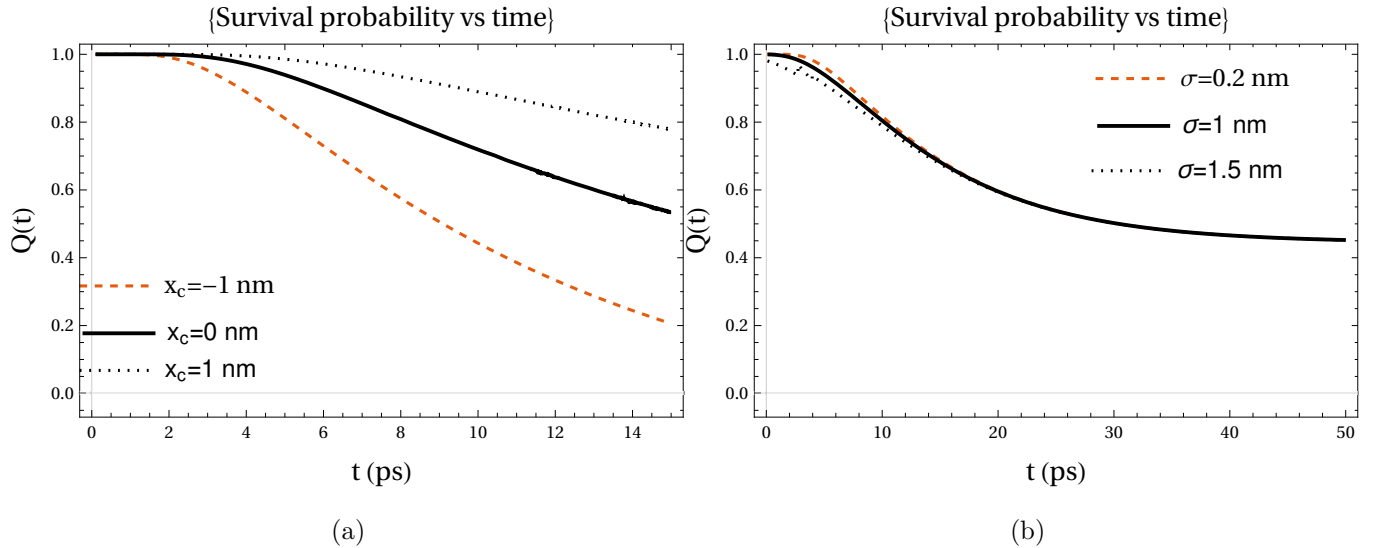 {Survival probability vs time}
1.0
0.8
0.6
0.4
0.2
0.0
Q(t)
x_c=−1 nm
x_c=0 nm
x_c=1 nm
0 2 4 6 8 10 12 14
t (ps)
(a)
{Survival probability vs time}
1.0
0.8
0.6
0.4
0.2
0.0
Q(t)
σ=0.2 nm
σ=1 nm
σ=1.5 nm
0 10 20 30 40 50
t (ps)
(b)